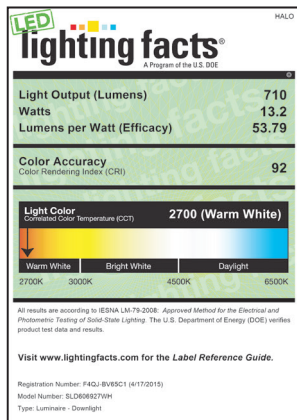 HALO
LED
lighting facts®
A Program of the U.S. DOE
Light Output (Lumens) 710
Watts 13.2
Lumens per Watt (Efficacy) 53.79
Color Accuracy 92
Color Rendering Index (CRI)
Light Color 2700 (Warm White)
Correlated Color Temperature (CCT)
Warm White Bright White Daylight
2700K 3000K 4500K 6500K
All results are according to IESNA LM-79-2008: Approved Method for the Electrical and
Photometric Testing of Solid-State Lighting. The U.S. Department of Energy (DOE) verifies
product test data and results.
Visit www.lightingfacts.com for the Label Reference Guide.
Registration Number: F4QJ-BV65C1 (4/17/2015)
Model Number: SLD606927WH
Type: Luminaire - Downlight